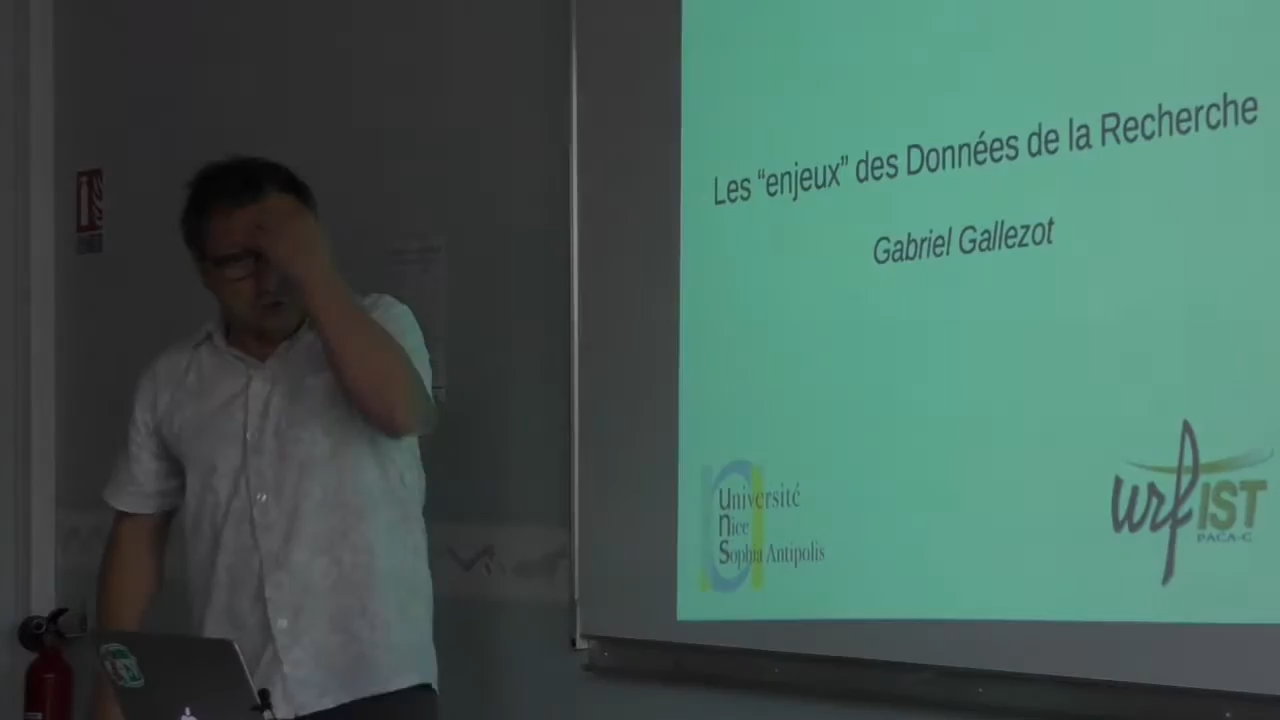 Les “enjeux” des Données de la Recherche
Gabriel Gallezot
Université
Nice
Sophia Antipolis
urfIST
PACA-C